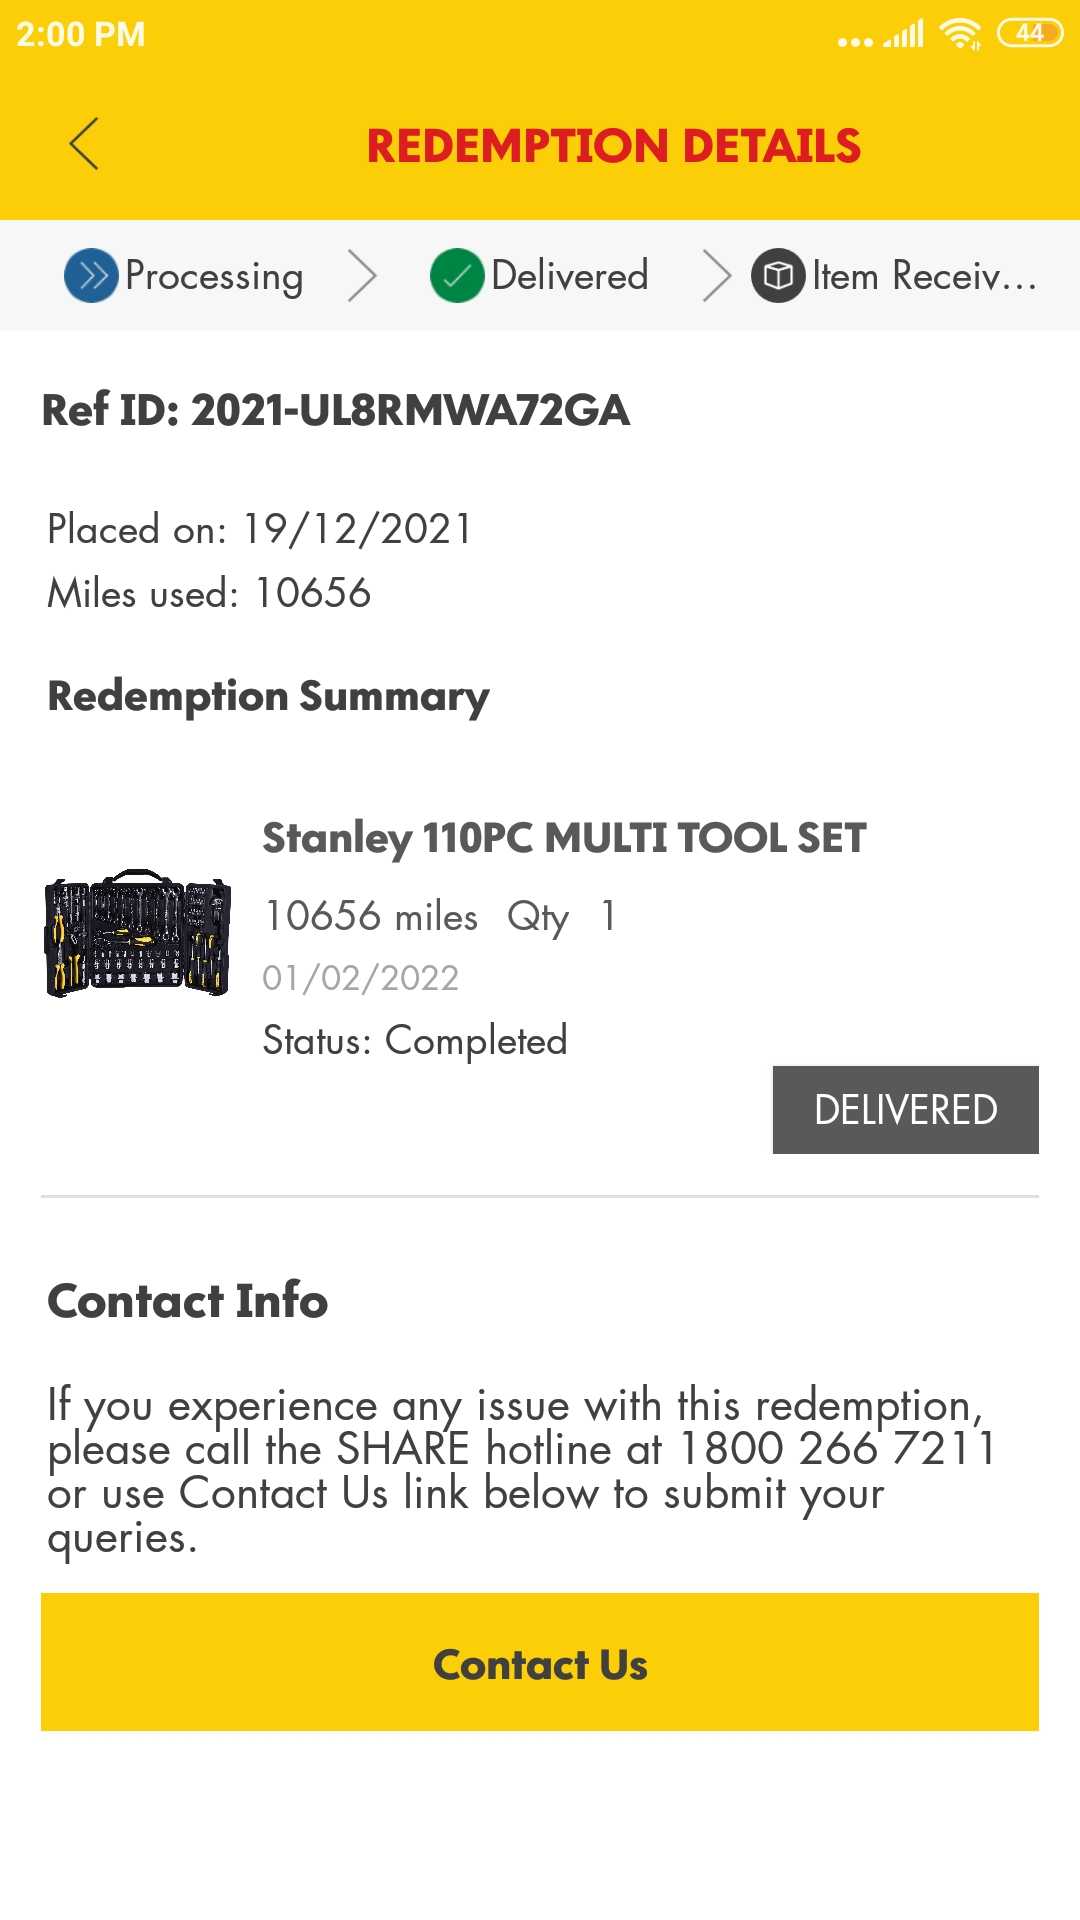 2:00 PM
44
REDEMPTION DETAILS
Processing
Delivered
Item Receiv...
Ref ID: 2021-UL8RMWA72GA
Placed on: 19/12/2021
Miles used: 10656
Redemption Summary
Stanley 110PC MULTI TOOL SET
10656 miles Qty 1
01/02/2022
Status: Completed
DELIVERED
Contact Info
If you experience any issue with this redemption,
please call the SHARE hotline at 1800 266 7211
or use Contact Us link below to submit your
queries.
Contact Us